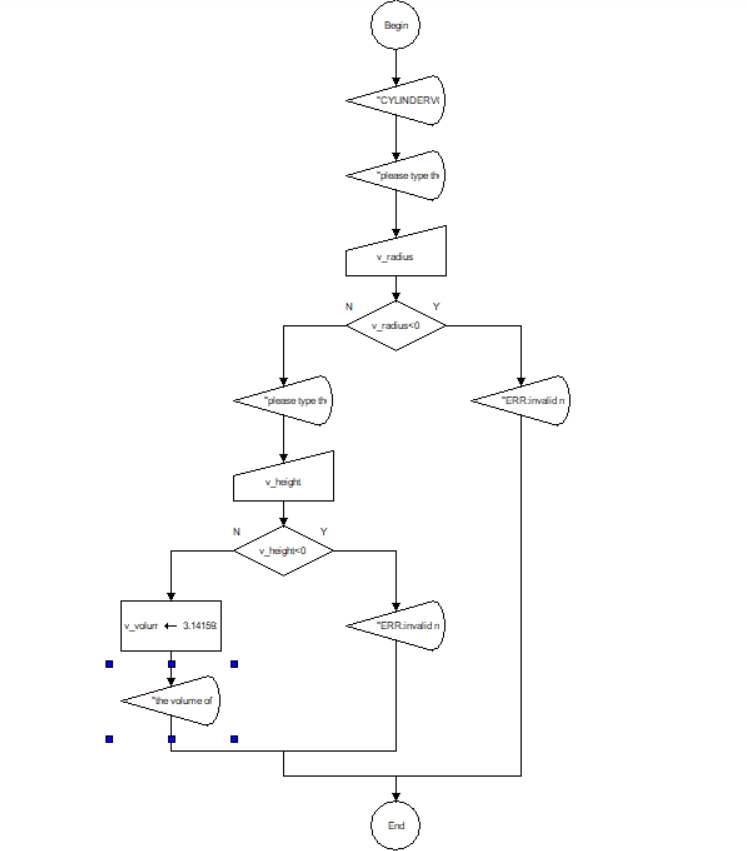 Begin
"CYLINDERV
"please type th
v_radius
N Y
v_radius<0
"please type th
"ERR:invalid n
v_height
N Y
v_height<0
v_volum ← 3.14159
"ERR:invalid n
"the volume of
End